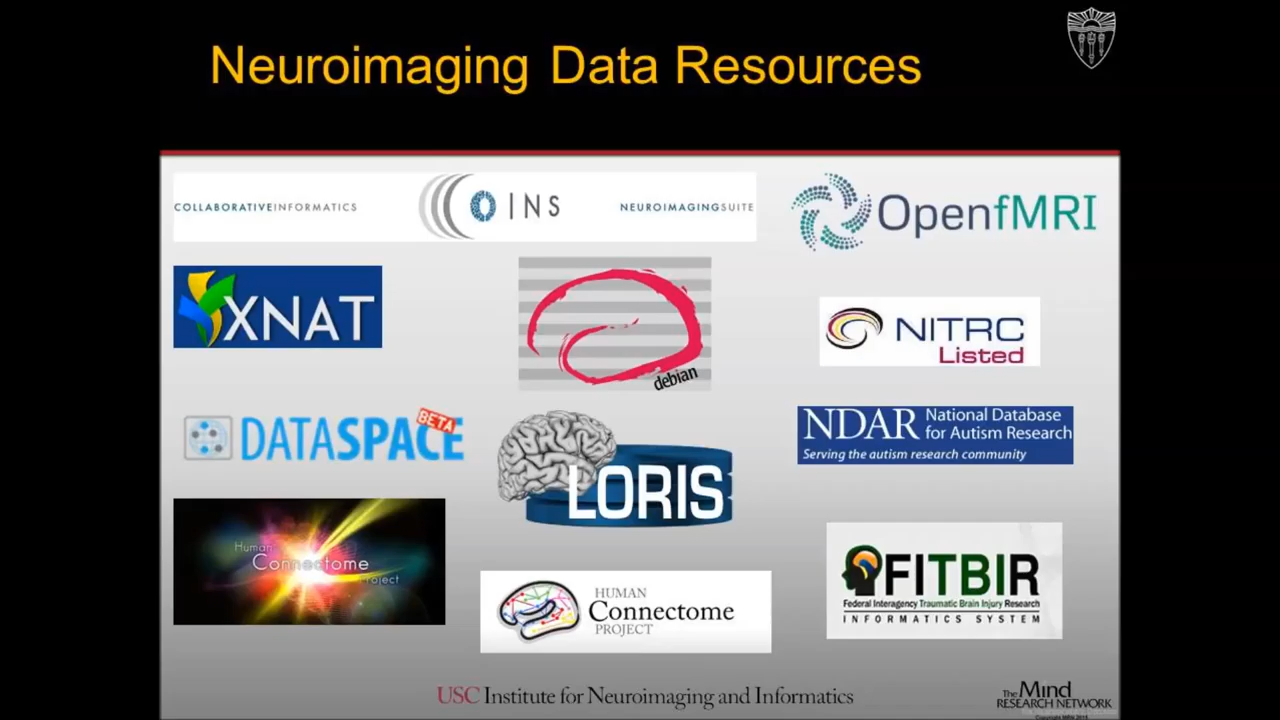 Neuroimaging Data Resources
COLLABORATIVEINFORMATICS
OINS
NEUROIMAGINGSUITE
OpenfMRI
XNAT
debian
NITRC
Listed
DATASPACE
BETA
LORIS
NDAR National Database
for Autism Research
Serving the autism research community
Human
Connectome
Project
HUMAN
Connectome
PROJECT
FITBIR
Federal Interagency Traumatic Brain Injury Research
INFORMATICS SYSTEM
USC Institute for Neuroimaging and Informatics
The Mind
RESEARCH NETWORK